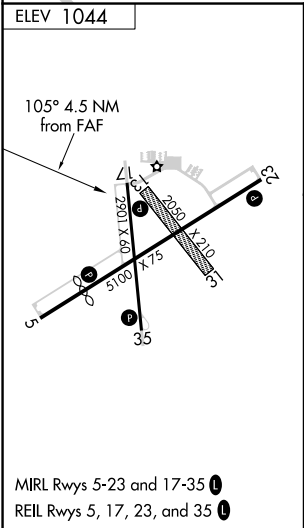 ELEV 1044
105° 4.5 NM
from FAF
17
13
23
P
2901 X 60
2050 X 210
P
P
5100 X 75
31
5
P
35
MIRL Rwys 5-23 and 17-35 L
REIL Rwys 5, 17, 23, and 35 L